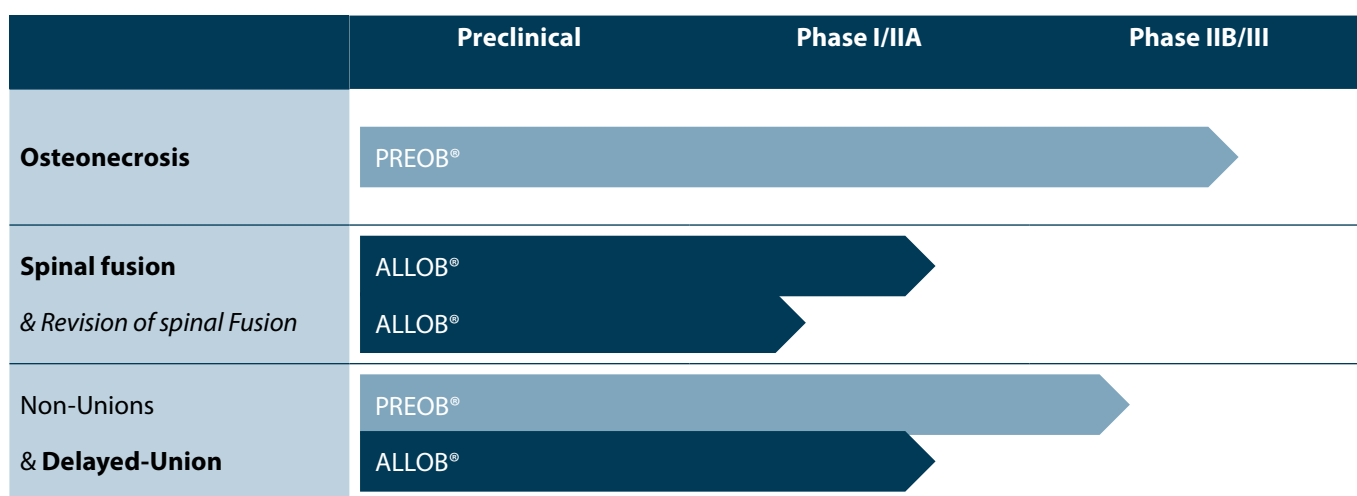 Preclinical Phase I/IIA Phase IIB/III
Osteonecrosis PREOB®
Spinal fusion ALLOB®
& Revision of spinal Fusion ALLOB®
Non-Unions PREOB®
& Delayed-Union ALLOB®